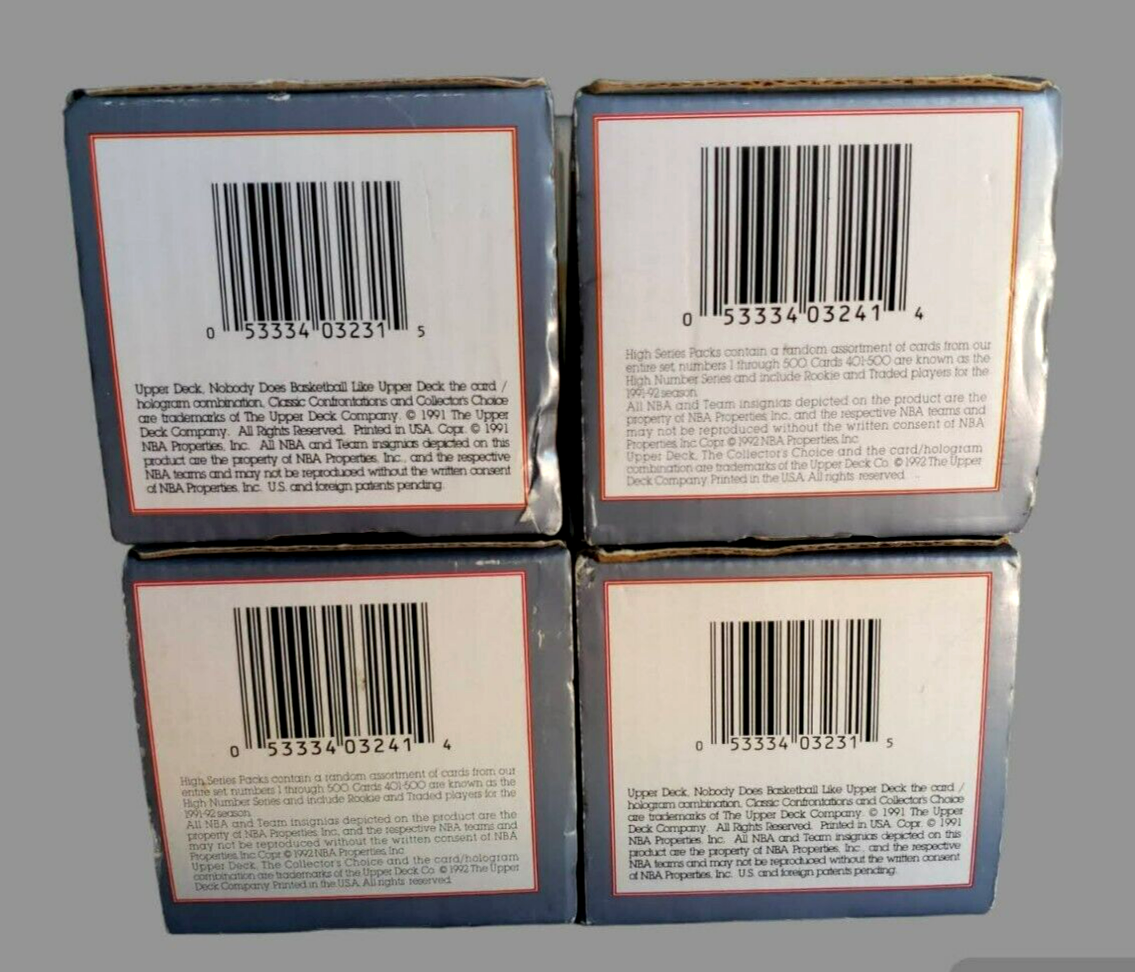 0 53334 03231 5
Upper Deck, Nobody Does Basketball Like Upper Deck the card /
hologram combination, Classic Confrontations and Collector's Choice
are trademarks of The Upper Deck Company. © 1991 The Upper
Deck Company. All Rights Reserved. Printed in USA. Copr. © 1991
NBA Properties, Inc. All NBA and Team insignias depicted on this
product are the property of NBA Properties, Inc., and the respective
NBA teams and may not be reproduced without the written consent
of NBA Properties, Inc. U.S. and foreign patents pending.
0 53334 03241 4
High Series Packs contain a random assortment of cards from our
entire set, numbers 1 through 500. Cards 401-500 are known as the
High Number Series and include Rookie and Traded players for the
1991-92 season.
All NBA and Team insignias depicted on the product are the
property of NBA Properties, Inc., and the respective NBA teams and
may not be reproduced without the written consent of NBA
Properties, Inc. Copr. © 1992 NBA Properties, Inc.
Upper Deck, The Collector's Choice and the card/hologram
combination are trademarks of the Upper Deck Co. © 1992 The Upper
Deck Company. Printed in the USA. All rights reserved.
0 53334 03241 4
High Series Packs contain a random assortment of cards from our
entire set, numbers 1 through 500. Cards 401-500 are known as the
High Number Series and include Rookie and Traded players for the
1991-92 season.
All NBA and Team insignias depicted on the product are the
property of NBA Properties, Inc., and the respective NBA teams and
may not be reproduced without the written consent of NBA
Properties, Inc. Copr. © 1992 NBA Properties, Inc.
Upper Deck, The Collector's Choice and the card/hologram
combination are trademarks of the Upper Deck Co. © 1992 The Upper
Deck Company. Printed in the USA. All rights reserved.
0 53334 03231 5
Upper Deck, Nobody Does Basketball Like Upper Deck the card /
hologram combination, Classic Confrontations and Collector's Choice
are trademarks of The Upper Deck Company. © 1991 The Upper
Deck Company. All Rights Reserved. Printed in USA. Copr. © 1991
NBA Properties, Inc. All NBA and Team insignias depicted on this
product are the property of NBA Properties, Inc., and the respective
NBA teams and may not be reproduced without the written consent
of NBA Properties, Inc. U.S. and foreign patents pending.